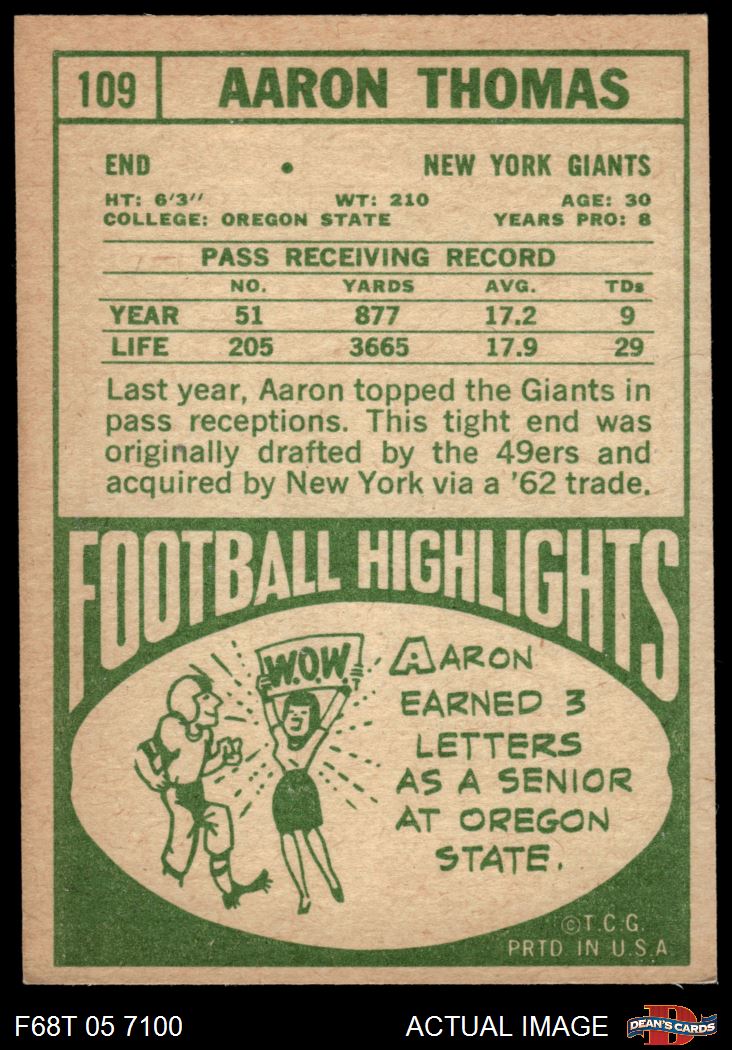 109 AARON THOMAS
END • NEW YORK GIANTS
HT: 6'3" WT: 210 AGE: 30
COLLEGE: OREGON STATE YEARS PRO: 8
PASS RECEIVING RECORD
NO. YARDS AVG. TDs
YEAR 51 877 17.2 9
LIFE 205 3665 17.9 29
Last year, Aaron topped the Giants in
pass receptions. This tight end was
originally drafted by the 49ers and
acquired by New York via a '62 trade.
FOOTBALL HIGHLIGHTS
W.O.W.
AARON
EARNED 3
LETTERS
AS A SENIOR
AT OREGON
STATE.
©T.C.G.
PRTD IN U.S.A
F68T 05 7100 ACTUAL IMAGE
D
DEAN'S CARDS